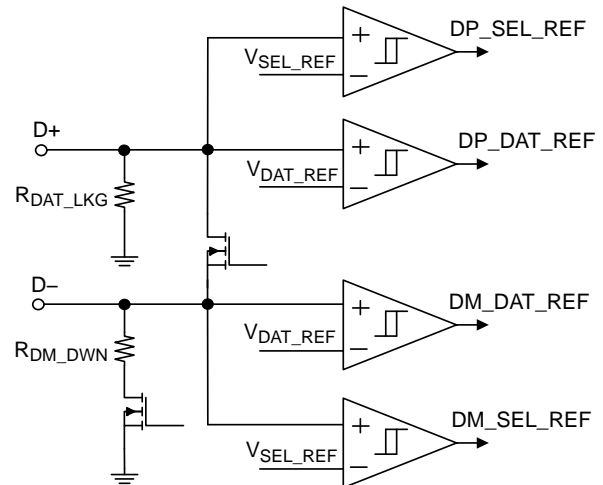 DP_SEL_REF
V_SEL_REF
D+
DP_DAT_REF
V_DAT_REF
R_DAT_LKG
D−
DM_DAT_REF
V_DAT_REF
R_DM_DWN
DM_SEL_REF
V_SEL_REF